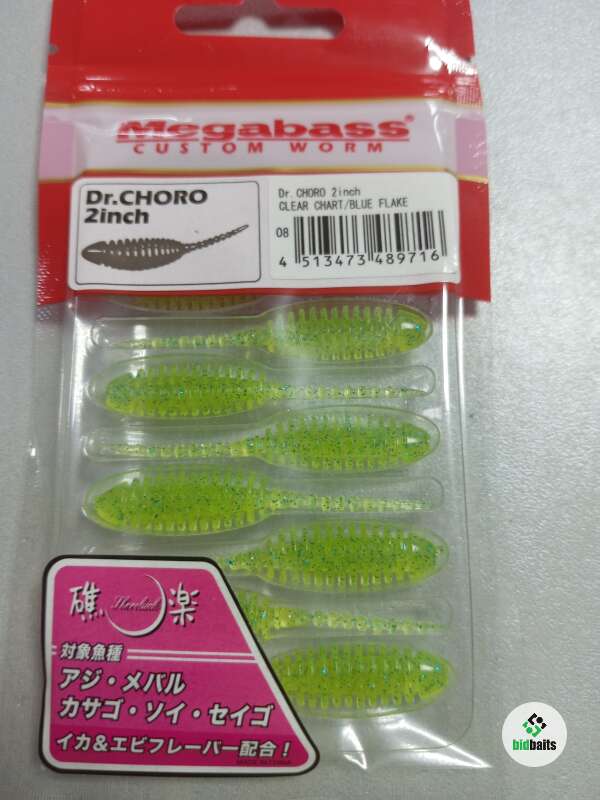 Megabass®
CUSTOM WORM
Dr.CHORO
2inch
Dr.CHORO 2inch
CLEAR CHART/BLUE FLAKE
08
4 513473 489716
礁楽
対象魚種
アジ・メバル
カサゴ・ソイ・セイゴ
イカ&エビフレーバー配合！
bidbaits